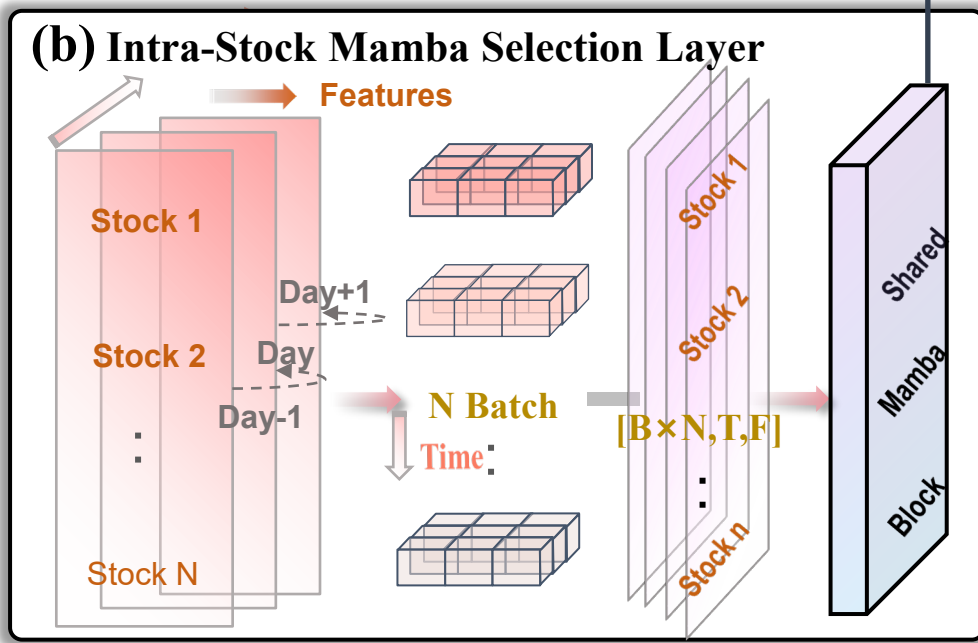 (b) Intra-Stock Mamba Selection Layer
Features
Stock 1
Stock 2
:
Stock N
Day+1
Day
Day-1
N Batch
Time:
[B×N,T,F]
Stock 1
Stock 2
:
Stock n
Shared
Mamba
Block